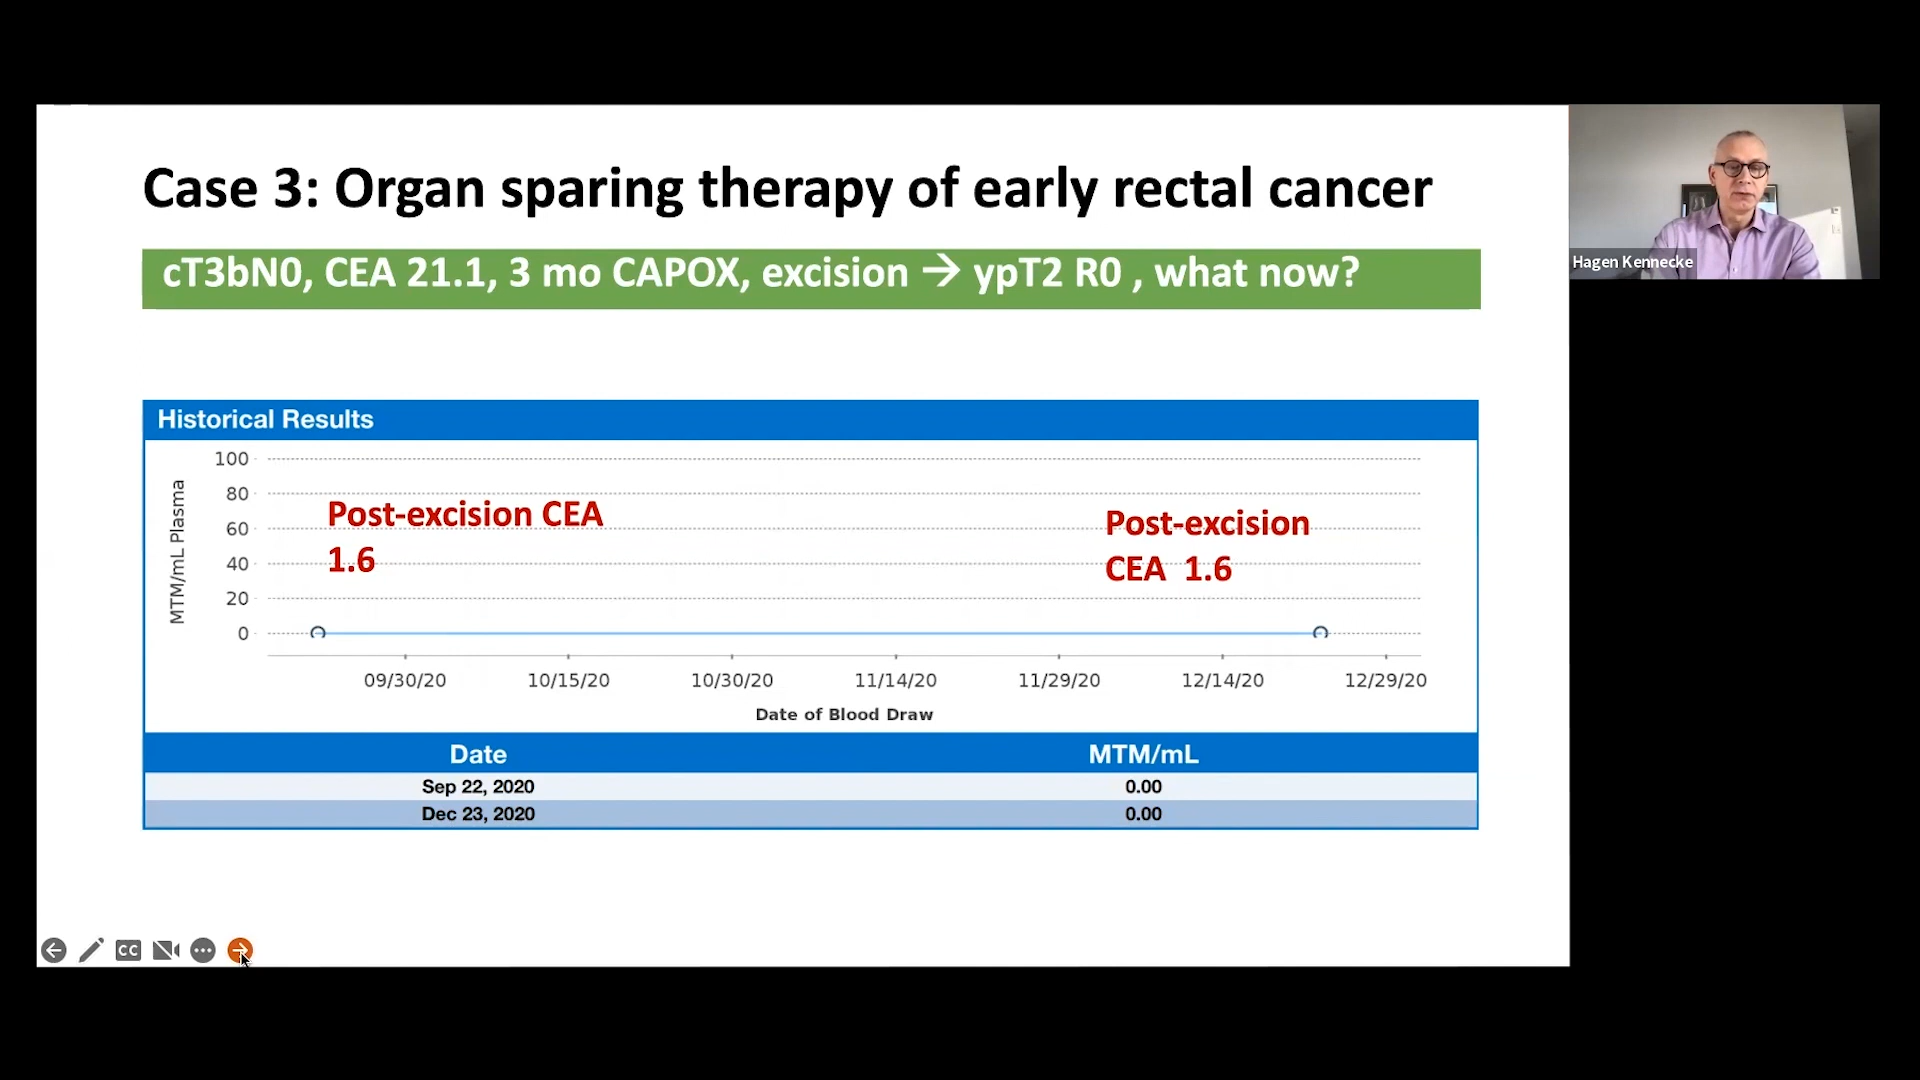 Case 3: Organ sparing therapy of early rectal cancer
cT3bN0, CEA 21.1, 3 mo CAPOX, excision → ypT2 R0 , what now?
Hagen Kennecke
Historical Results
MTM/mL Plasma
100
80
60
40
20
0
Post-excision CEA
1.6
Post-excision
CEA 1.6
09/30/20 10/15/20 10/30/20 11/14/20 11/29/20 12/14/20 12/29/20
Date of Blood Draw
Date MTM/mL
Sep 22, 2020 0.00
Dec 23, 2020 0.00
CC